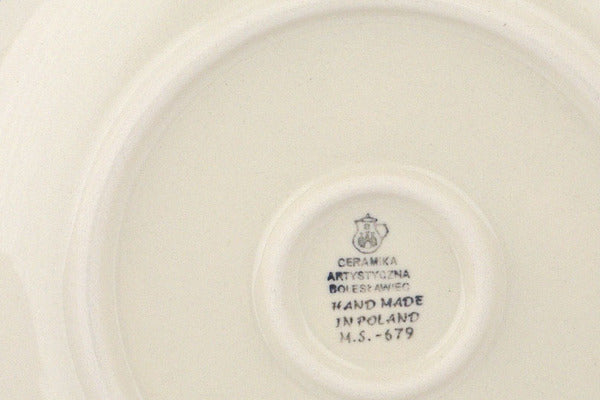 CERAMIKA
ARTYSTYCZNA
BOLESŁAWIEC
HAND MADE
IN POLAND
M.S.-679